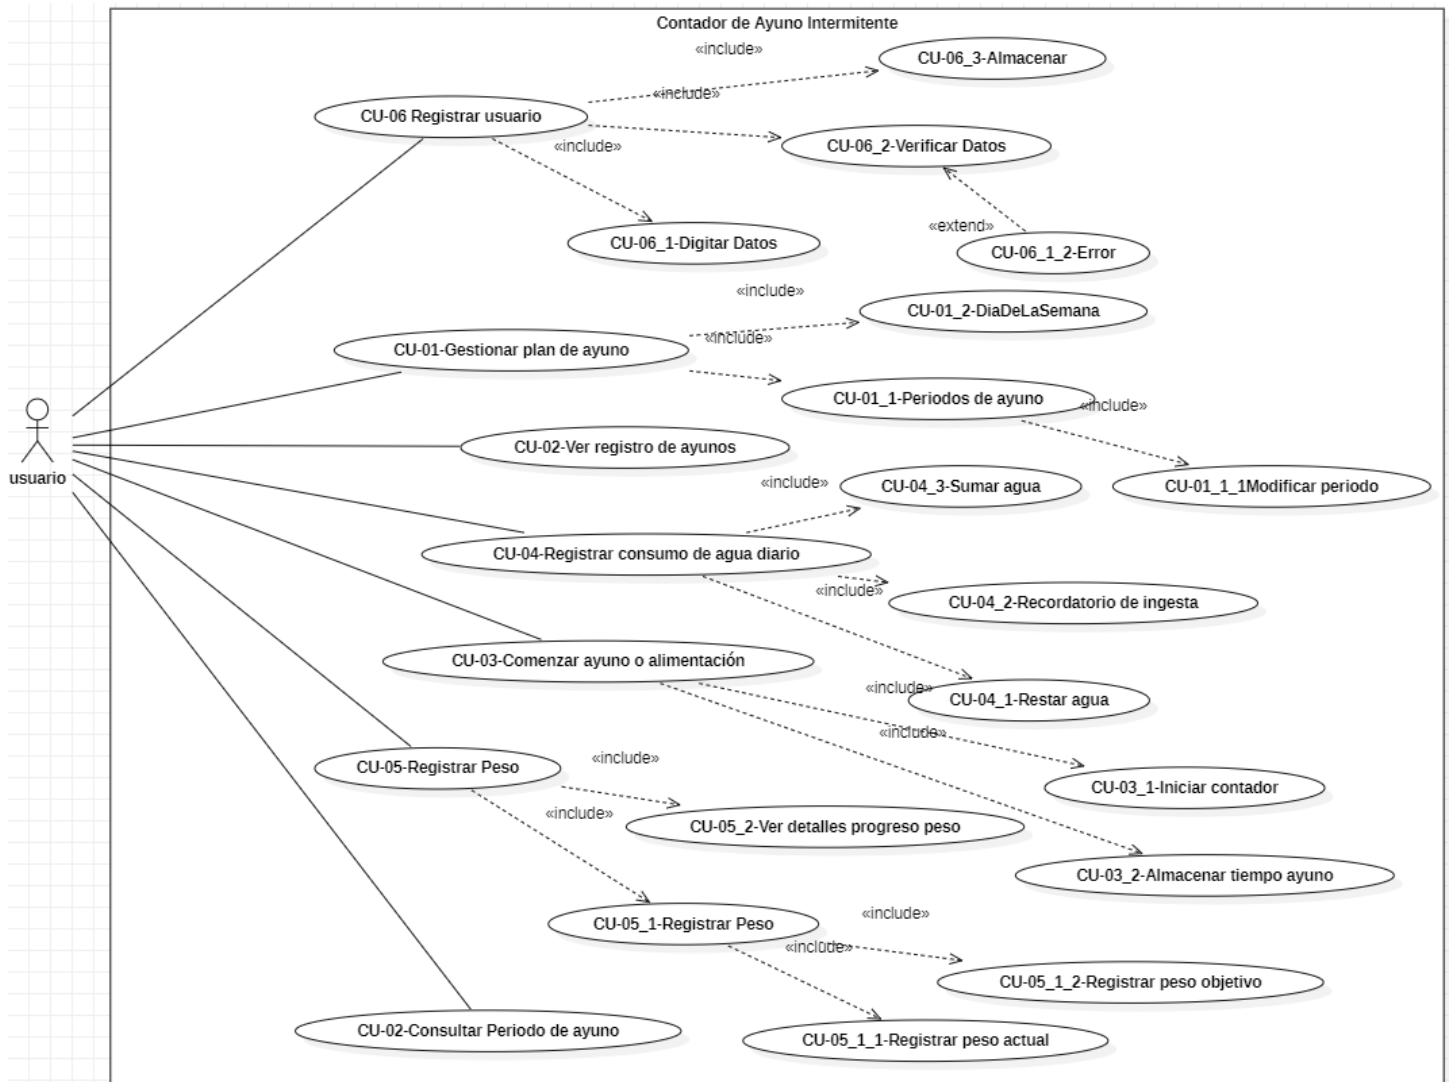 Contador de Ayuno Intermitente
«include»
CU-06_3-Almacenar
«include»
CU-06 Registrar usuario
«include»
CU-06_2-Verificar Datos
«extend»
CU-06_1-Digitar Datos
CU-06_1_2-Error
«include»
CU-01_2-DiaDeLaSemana
«include»
CU-01-Gestionar plan de ayuno
CU-01_1-Periodos de ayuno
«include»
CU-02-Ver registro de ayunos
usuario
«include»
CU-04_3-Sumar agua
CU-01_1_1Modificar periodo
CU-04-Registrar consumo de agua diario
«include»
CU-04_2-Recordatorio de ingesta
CU-03-Comenzar ayuno o alimentación
«include»
CU-04_1-Restar agua
«include»
«include»
CU-05-Registrar Peso
CU-03_1-Iniciar contador
«include»
CU-05_2-Ver detalles progreso peso
CU-03_2-Almacenar tiempo ayuno
«include»
CU-05_1-Registrar Peso
«include»
CU-05_1_2-Registrar peso objetivo
CU-02-Consultar Periodo de ayuno
CU-05_1_1-Registrar peso actual